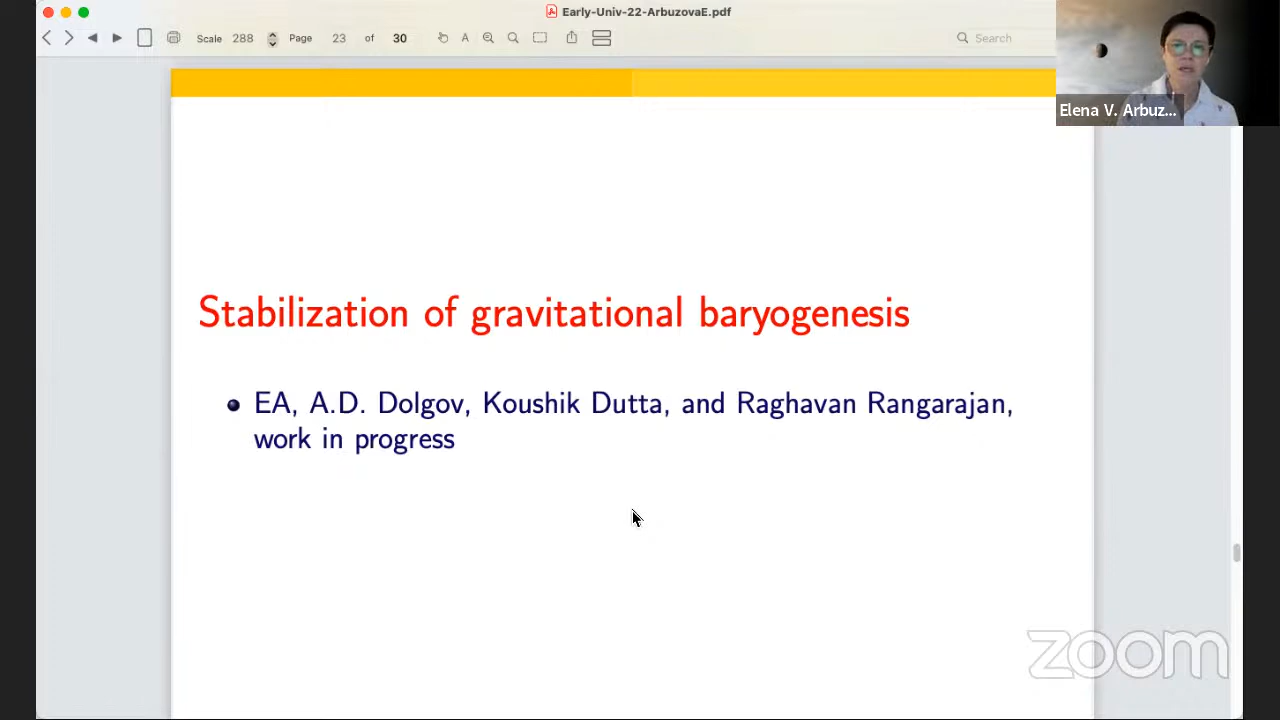 Early-Univ-22-ArbuzovaE.pdf
Scale 288 Page 23 of 30 A Search
Elena V. Arbuz...
Stabilization of gravitational baryogenesis
EA, A.D. Dolgov, Koushik Dutta, and Raghavan Rangarajan,
work in progress
zoom